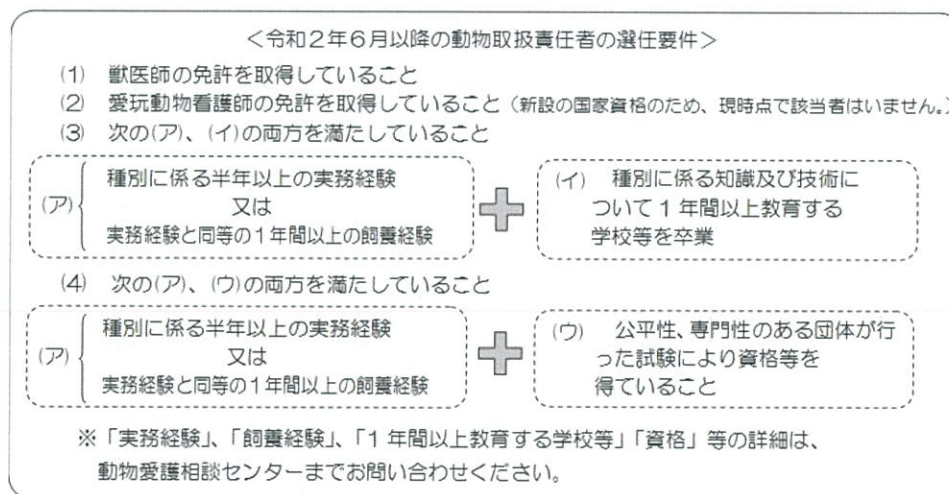 ＜令和２年６月以降の動物取扱責任者の選任要件＞
(1) 獣医師の免許を取得していること
(2) 愛玩動物看護師の免許を取得していること（新設の国家資格のため、現時点で該当者はいません。）
(3) 次の(ア)、(イ)の両方を満たしていること
(ア)
種別に係る半年以上の実務経験
又は
実務経験と同等の１年間以上の飼養経験
(イ) 種別に係る知識及び技術に
ついて１年間以上教育する
学校等を卒業
(4) 次の(ア)、(ウ)の両方を満たしていること
(ア)
種別に係る半年以上の実務経験
又は
実務経験と同等の１年間以上の飼養経験
(ウ) 公平性、専門性のある団体が行
った試験により資格等を
得ていること
※「実務経験」、「飼養経験」、「１年間以上教育する学校等」「資格」等の詳細は、
動物愛護相談センターまでお問い合わせください。